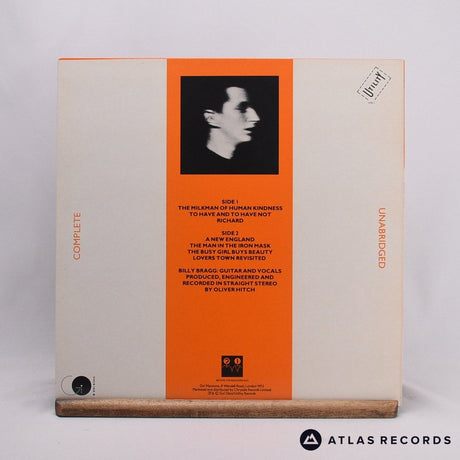 UTILITY
SIDE 1
THE MILKMAN OF HUMAN KINDNESS
TO HAVE AND TO HAVE NOT
RICHARD
SIDE 2
A NEW ENGLAND
THE MAN IN THE IRON MASK
THE BUSY GIRL BUYS BEAUTY
LOVERS TOWN REVISITED
COMPLETE
UNABRIDGED
BILLY BRAGG: GUITAR AND VOCALS
PRODUCED, ENGINEERED AND
RECORDED IN STRAIGHT STEREO
BY OLIVER HITCH
ATLAS RECORDS